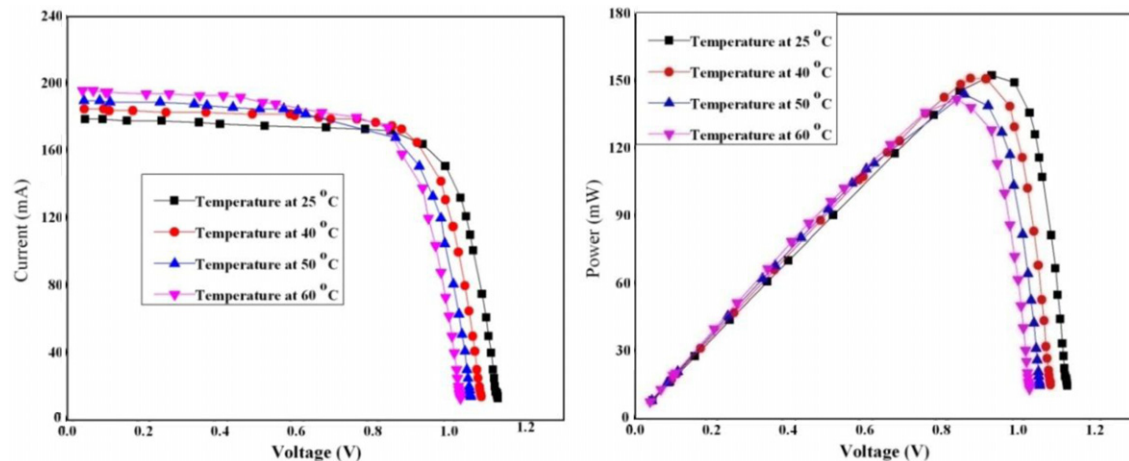 240
200
160
120
80
40
0
Current (mA)
Temperature at 25 °C
Temperature at 40 °C
Temperature at 50 °C
Temperature at 60 °C
0.0 0.2 0.4 0.6 0.8 1.0 1.2
Voltage (V)
180
150
120
90
60
30
0
Power (mW)
Temperature at 25 °C
Temperature at 40 °C
Temperature at 50 °C
Temperature at 60 °C
0.0 0.2 0.4 0.6 0.8 1.0 1.2
Voltage (V)